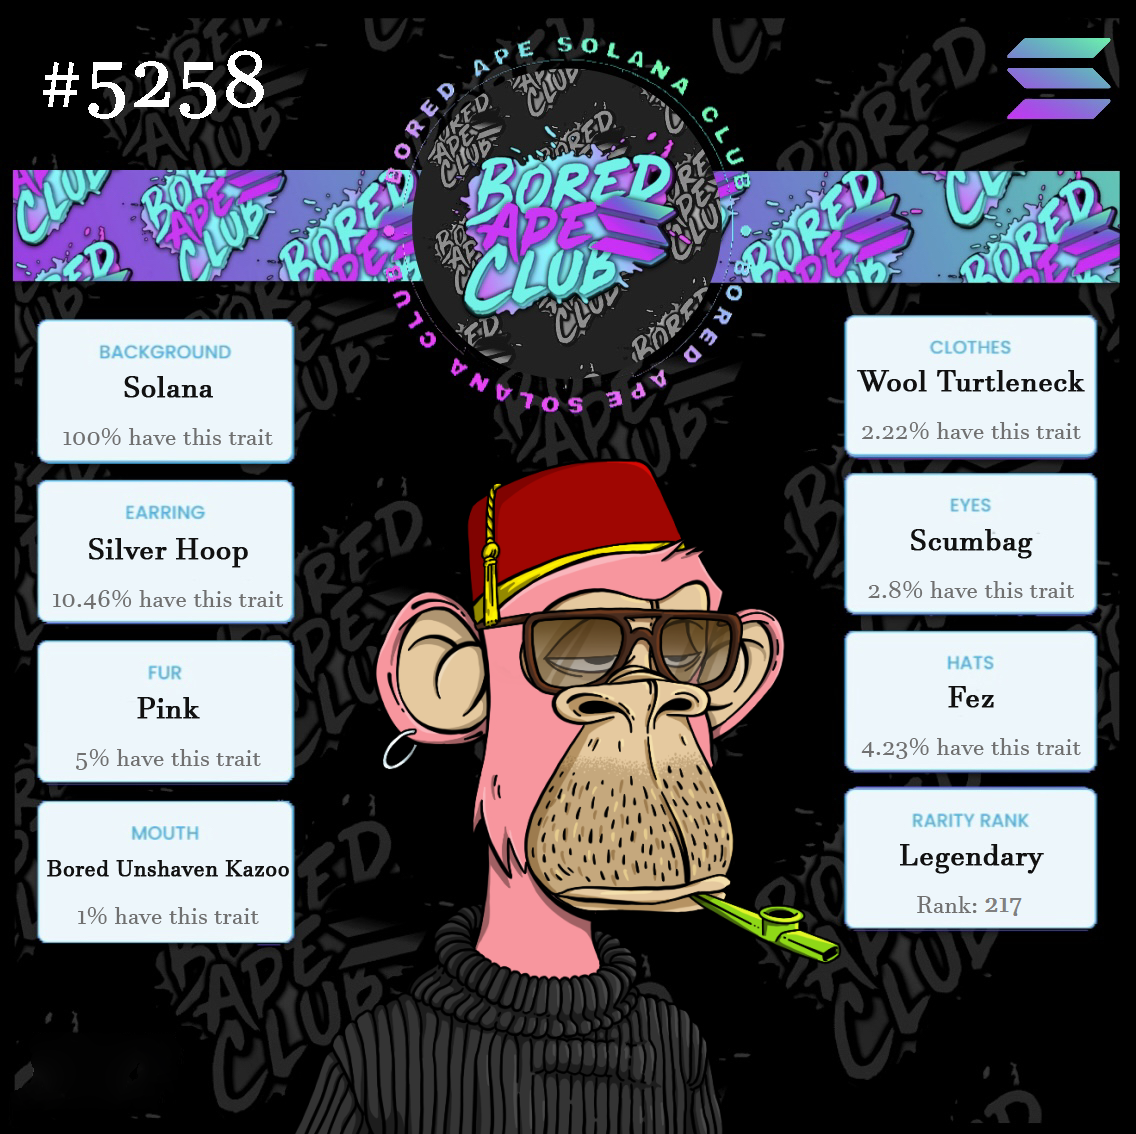 #5258
BORED APE SOLANA CLUB
BORED APE SOLANA CLUB
BORED
APE
CLUB
BACKGROUND
Solana
100% have this trait
EARRING
Silver Hoop
10.46% have this trait
FUR
Pink
5% have this trait
MOUTH
Bored Unshaven Kazoo
1% have this trait
CLOTHES
Wool Turtleneck
2.22% have this trait
EYES
Scumbag
2.8% have this trait
HATS
Fez
4.23% have this trait
RARITY RANK
Legendary
Rank: 217